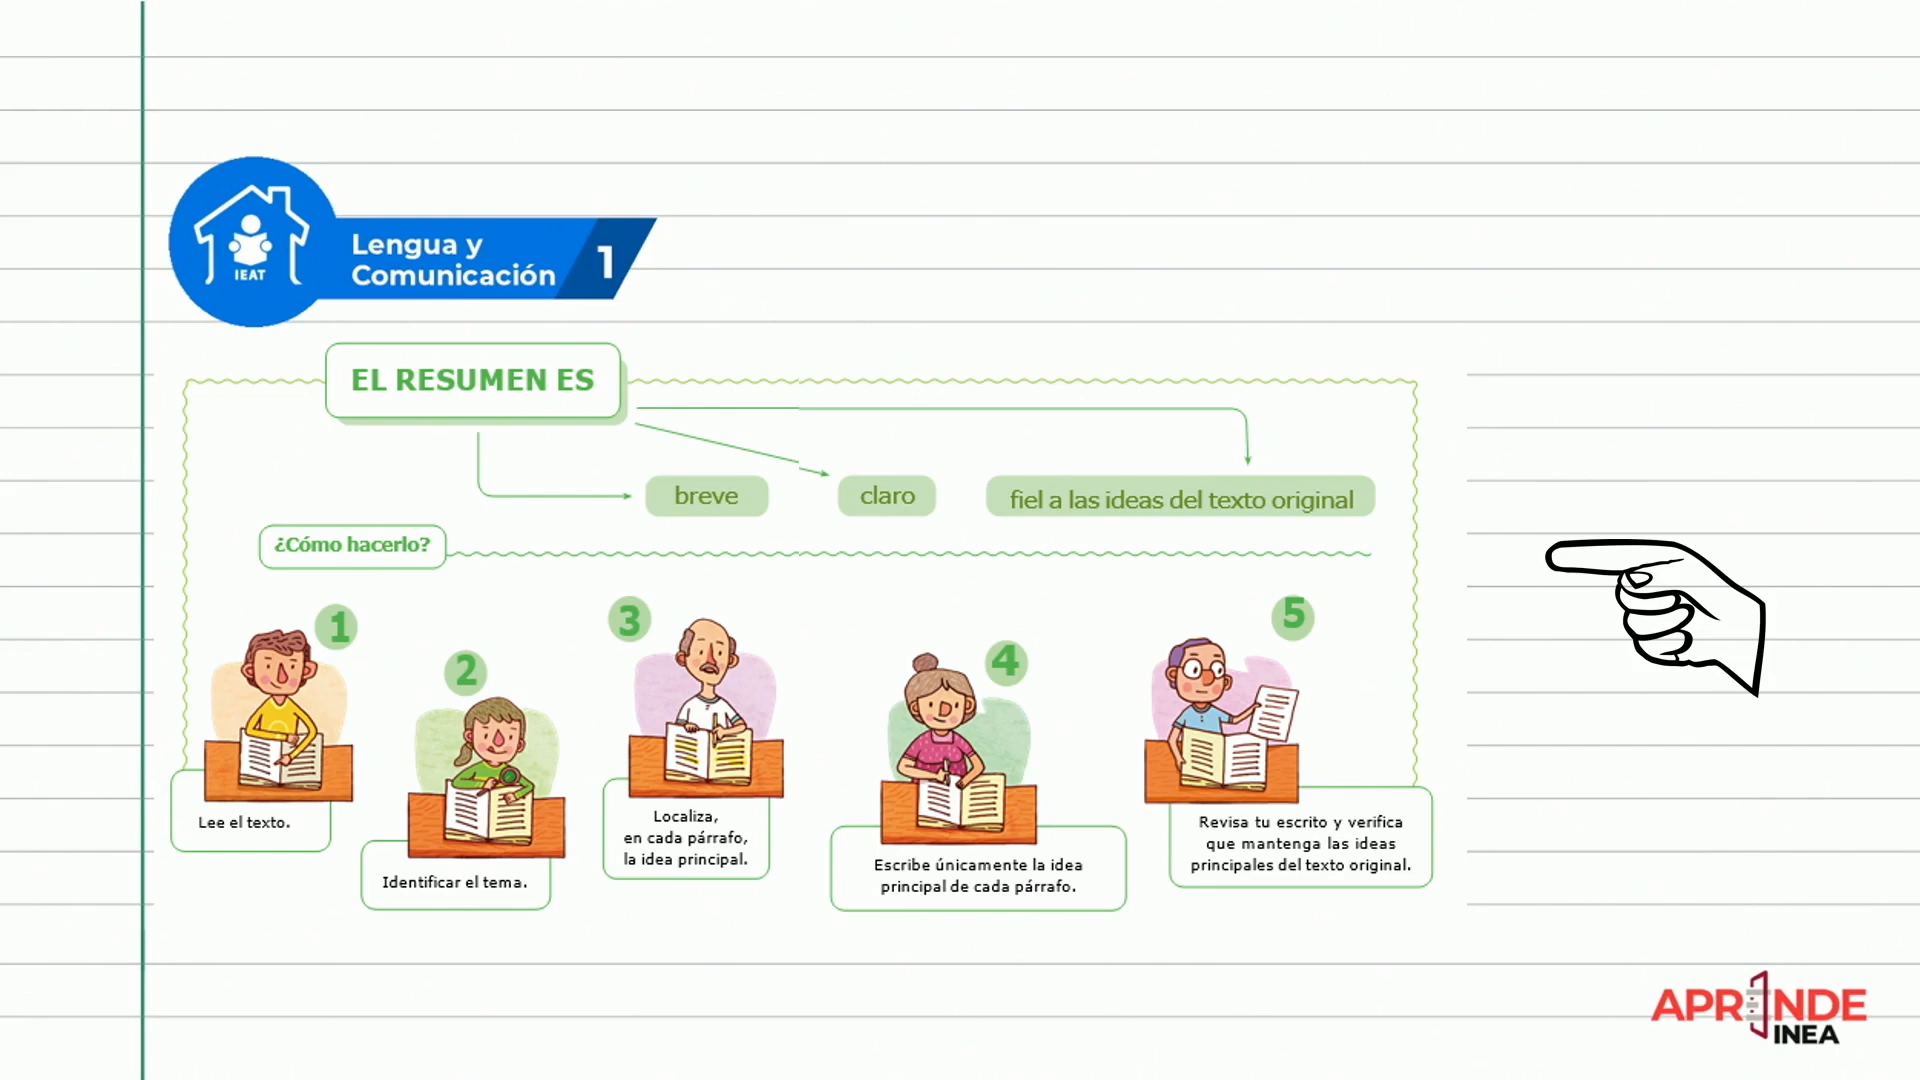 IEAT
Lengua y
Comunicación
1
EL RESUMEN ES
breve
claro
fiel a las ideas del texto original
¿Cómo hacerlo?
1
Lee el texto.
2
Identificar el tema.
3
Localiza,
en cada párrafo,
la idea principal.
4
Escribe únicamente la idea
principal de cada párrafo.
5
Revisa tu escrito y verifica
que mantenga las ideas
principales del texto original.
APRENDE
INEA